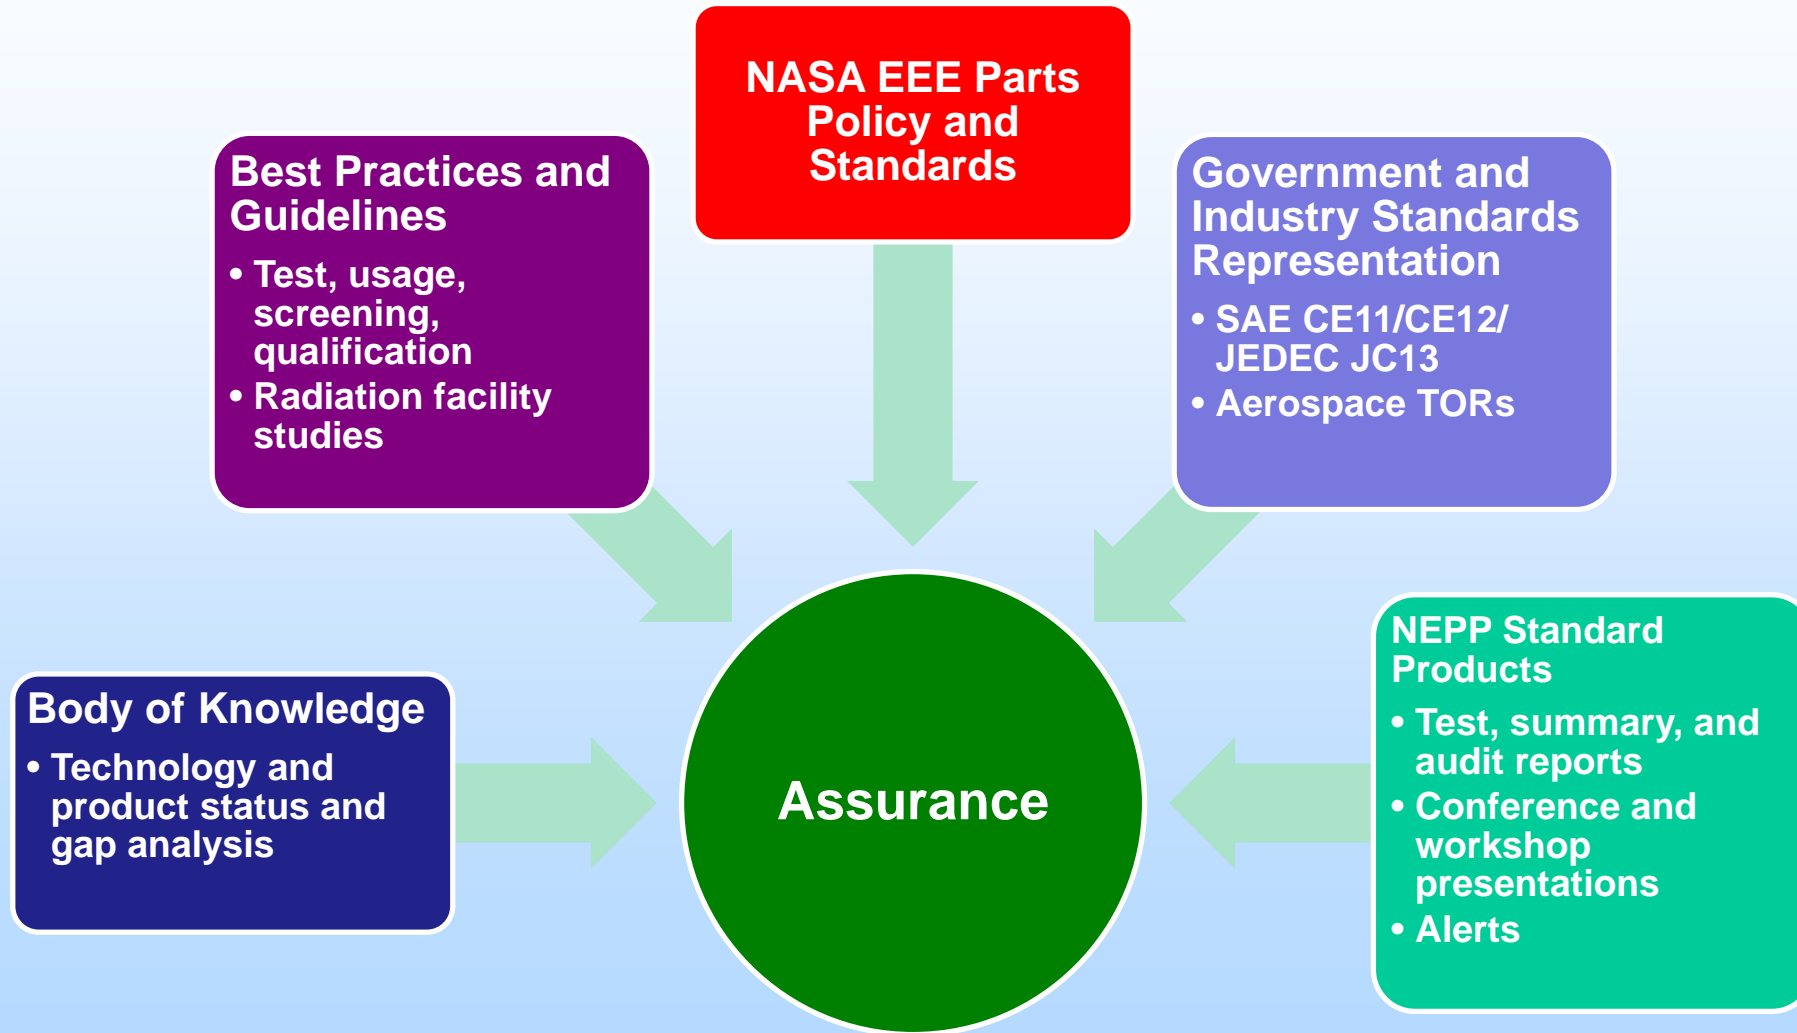 NASA EEE Parts
Policy and
Standards
Best Practices and
Guidelines
• Test, usage,
screening,
qualification
• Radiation facility
studies
Government and
Industry Standards
Representation
• SAE CE11/CE12/
JEDEC JC13
• Aerospace TORs
Body of Knowledge
• Technology and
product status and
gap analysis
Assurance
NEPP Standard
Products
• Test, summary, and
audit reports
• Conference and
workshop
presentations
• Alerts